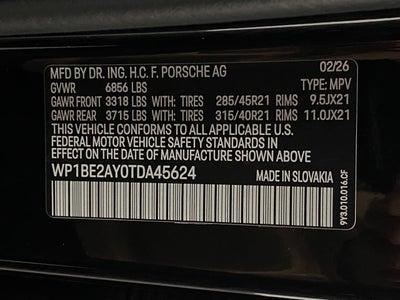 MFD BY DR. ING. H.C. F. PORSCHE AG 02/26
GVWR 6856 LBS TYPE: MPV
GAWR FRONT 3318 LBS WITH: TIRES 285/45R21 RIMS 9.5JX21
GAWR REAR 3715 LBS WITH: TIRES 315/40R21 RIMS 11.0JX21
THIS VEHICLE CONFORMS TO ALL APPLICABLE U.S.
FEDERAL MOTOR VEHICLE SAFETY STANDARDS IN
EFFECT ON THE DATE OF MANUFACTURE SHOWN ABOVE.
WP1BE2AY0TDA45624 MADE IN SLOVAKIA
9Y3.010.016.CF